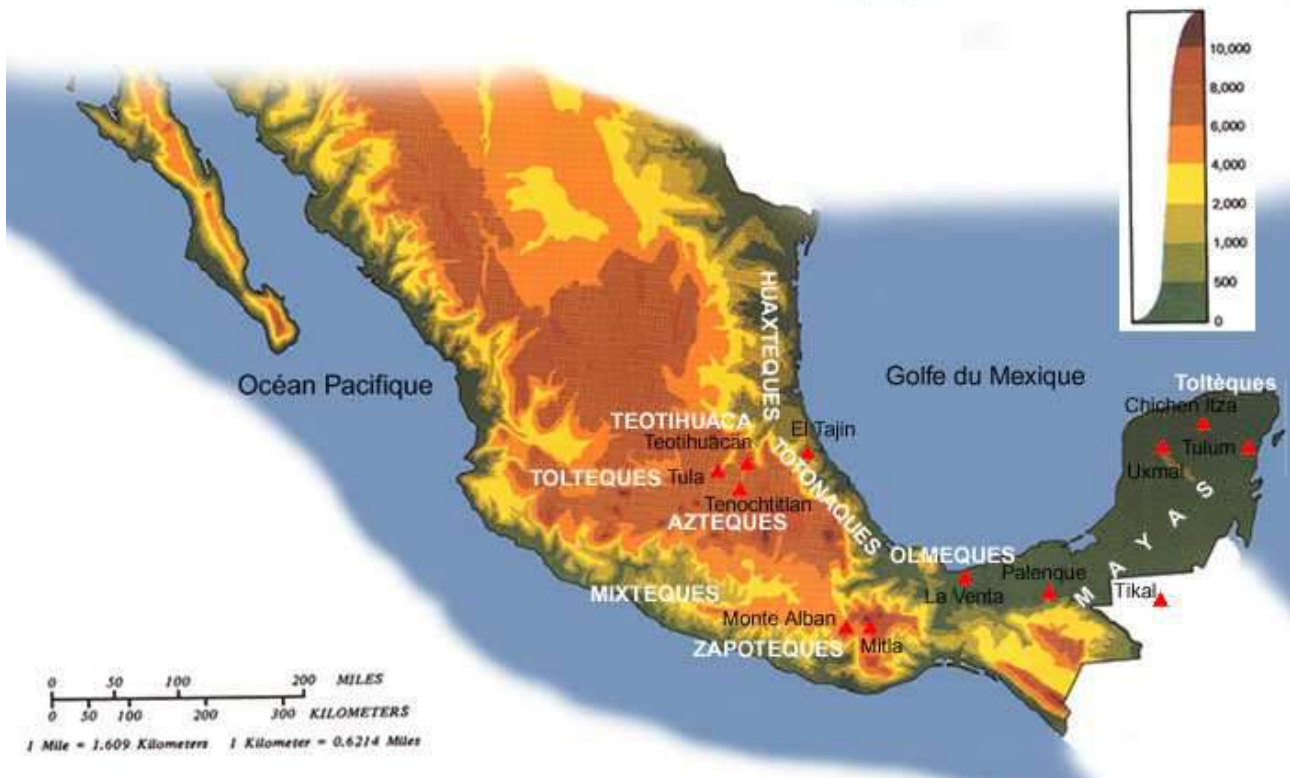 10,000
8,000
6,000
4,000
2,000
1,000
500
0
HUAXTEQUES
Océan Pacifique
Golfe du Mexique
Toltèques
Chichen Itza
TEOTIHUACA
El Tajin
Teotihuacan
Tulum
Uxmal
TOLTEQUES
Tula
TOTONAQUES
Tenochtitlan
AZTEQUES
MAYAS
OLMEQUES
Palenque
La Venta
Tikal
MIXTEQUES
Monte Alban
Mitla
ZAPOTEQUES
0 50 100 200 MILES
0 50 100 200 300 KILOMETERS
1 Mile = 1.609 Kilometers 1 Kilometer = 0.6214 Miles